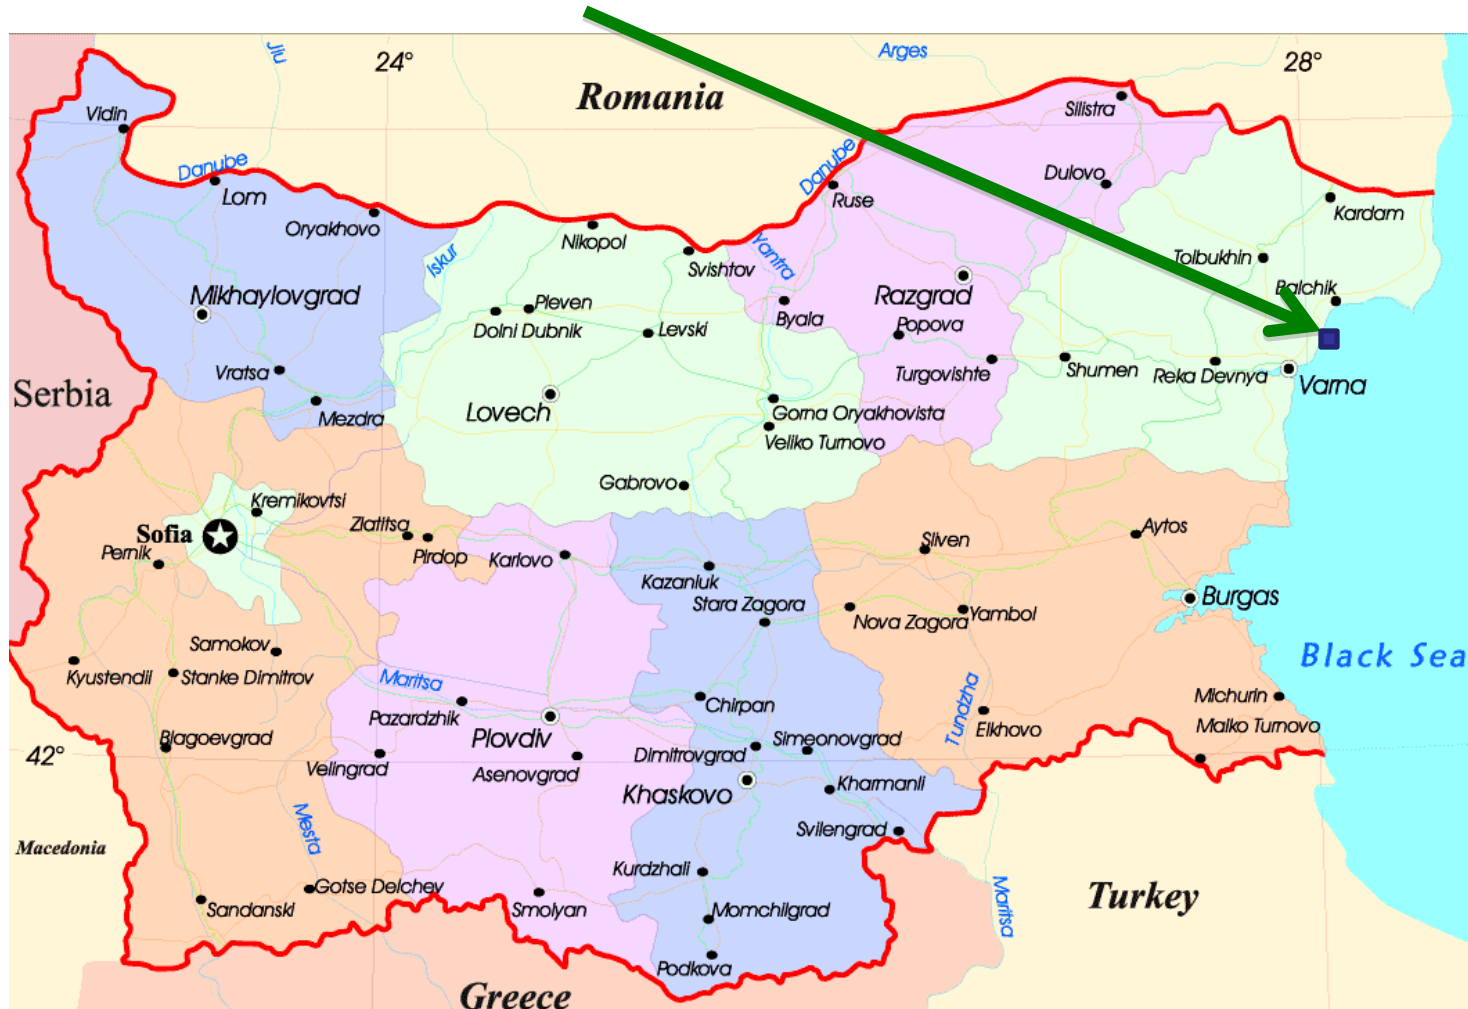 24°
28°
Jiu
Arges
Romania
Vidin
Silistra
Danube
Danube
Lom
Dulovo
Ruse
Oryakhovo
Kardam
Nikopol
Iskur
Yantra
Svishtov
Tolbukhin
Mikhaylovgrad
Razgrad
Balchik
Pleven
Dolni Dubnik
Levski
Byala
Popova
Vratsa
Turgovishte
Shumen
Reka Devnya
Varna
Serbia
Mezdra
Lovech
Gorna Oryakhovista
Veliko Turnovo
Gabrovo
Kremikovtsi
Sofia
Zlatitsa
Pirdop
Pernik
Karlovo
Sliven
Aytos
Kazanluk
Stara Zagora
Nova Zagora
Yambol
Burgas
Samokov
Kyustendil
Stanke Dimitrov
Maritsa
Black Sea
Pazardzhik
Chirpan
Tundzha
Elkhovo
Michurin
Malko Turnovo
Blagoevgrad
Plovdiv
42°
Velingrad
Asenovgrad
Dimitrovgrad
Simeonovgrad
Khaskovo
Kharmanli
Svilengrad
Mesta
Macedonia
Kurdzhali
Gotse Delchev
Sandanski
Smolyan
Momchilgrad
Maritsa
Turkey
Podkova
Greece